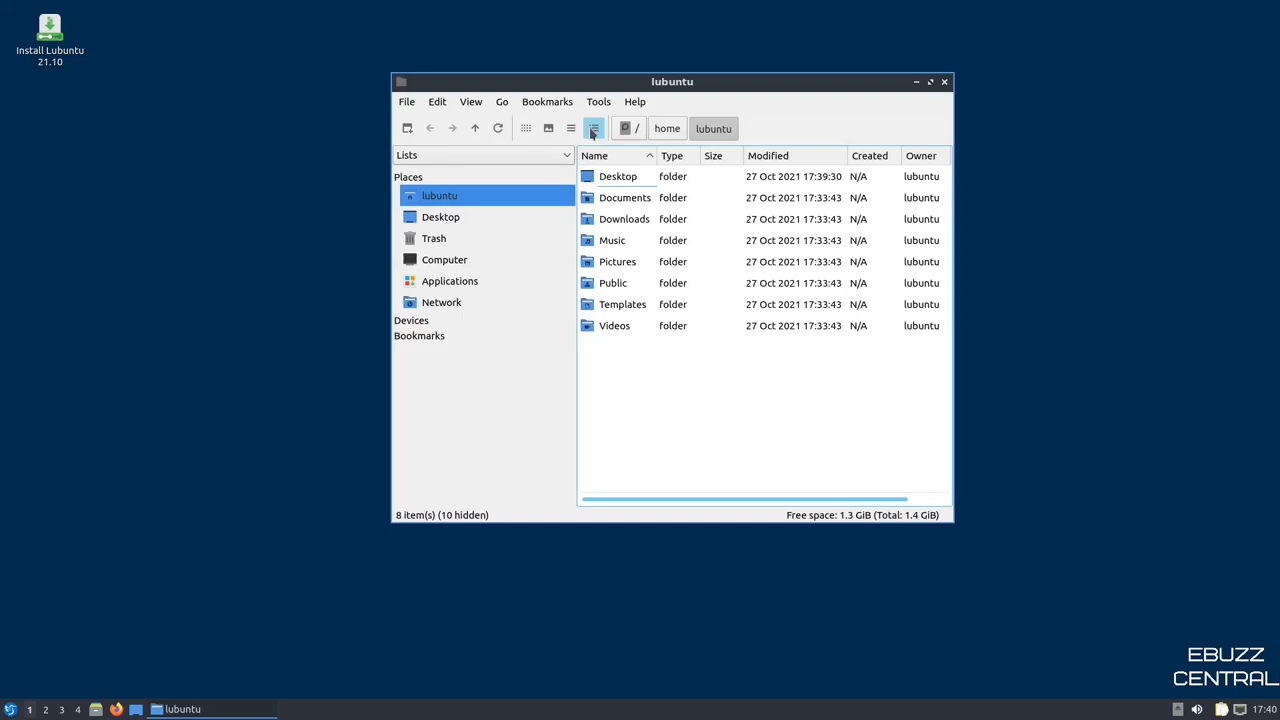 Install Lubuntu
21.10
lubuntu
File Edit View Go Bookmarks Tools Help
/ home lubuntu
Lists
Places
lubuntu
Desktop
Trash
Computer
Applications
Network
Devices
Bookmarks
Name Type Size Modified Created Owner
Desktop folder 27 Oct 2021 17:39:30 N/A lubuntu
Documents folder 27 Oct 2021 17:33:43 N/A lubuntu
Downloads folder 27 Oct 2021 17:33:43 N/A lubuntu
Music folder 27 Oct 2021 17:33:43 N/A lubuntu
Pictures folder 27 Oct 2021 17:33:43 N/A lubuntu
Public folder 27 Oct 2021 17:33:43 N/A lubuntu
Templates folder 27 Oct 2021 17:33:43 N/A lubuntu
Videos folder 27 Oct 2021 17:33:43 N/A lubuntu
8 item(s) (10 hidden) Free space: 1.3 GiB (Total: 1.4 GiB)
EBUZZ
CENTRAL
1 2 3 4 lubuntu 17:40